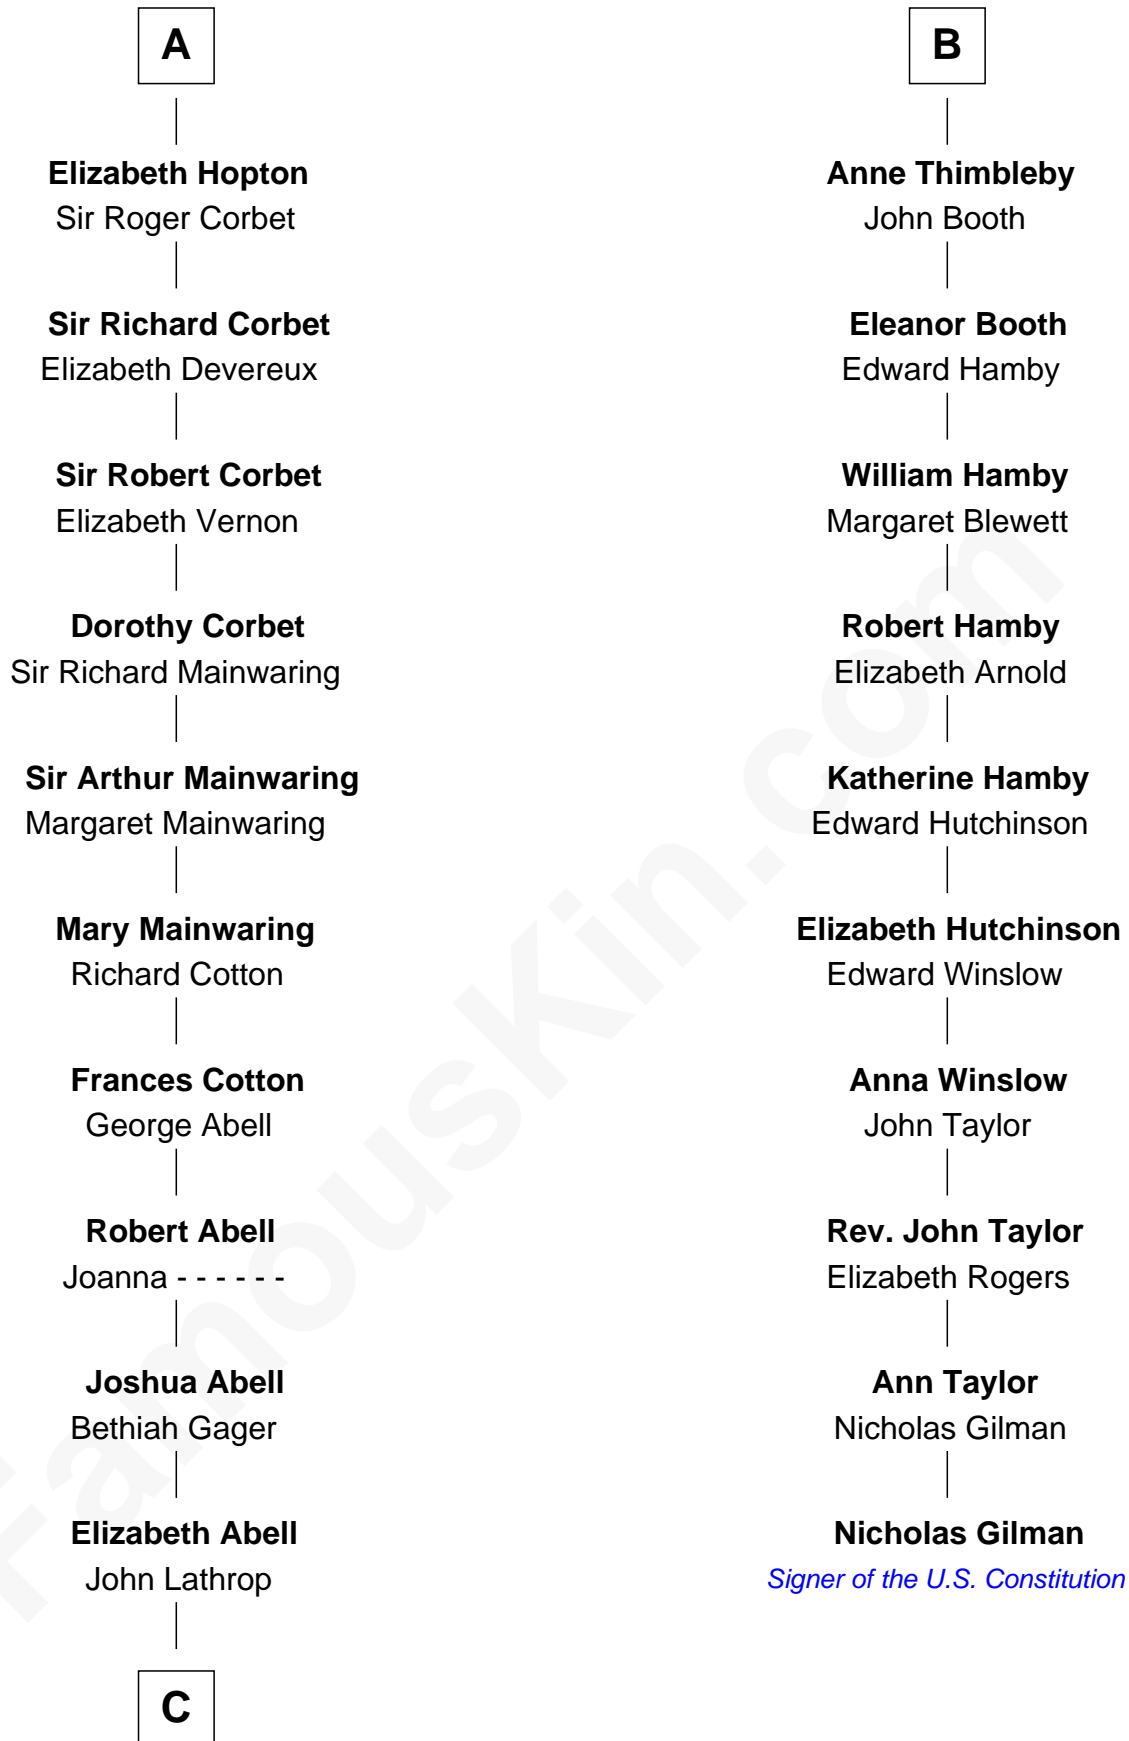 A
Elizabeth Hopton
Sir Roger Corbet
Sir Richard Corbet
Elizabeth Devereux
Sir Robert Corbet
Elizabeth Vernon
Dorothy Corbet
Sir Richard Mainwaring
Sir Arthur Mainwaring
Margaret Mainwaring
Mary Mainwaring
Richard Cotton
Frances Cotton
George Abell
Robert Abell
Joanna - - - - - -
Joshua Abell
Bethiah Gager
Elizabeth Abell
John Lathrop
C
B
Anne Thimbleby
John Booth
Eleanor Booth
Edward Hamby
William Hamby
Margaret Blewett
Robert Hamby
Elizabeth Arnold
Katherine Hamby
Edward Hutchinson
Elizabeth Hutchinson
Edward Winslow
Anna Winslow
John Taylor
Rev. John Taylor
Elizabeth Rogers
Ann Taylor
Nicholas Gilman
Nicholas Gilman
Signer of the U.S. Constitution
FamousKin.com